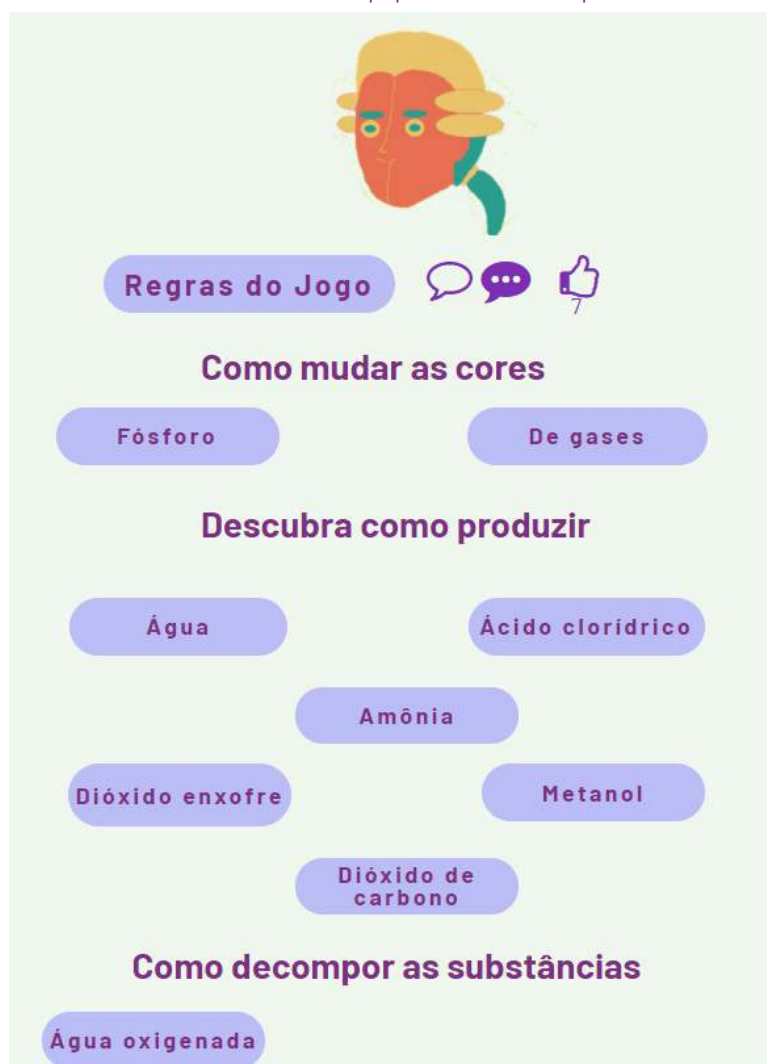 Regras do Jogo
7
Como mudar as cores
Fósforo
De gases
Descubra como produzir
Água
Ácido clorídrico
Amônia
Dióxido enxofre
Metanol
Dióxido de
carbono
Como decompor as substâncias
Água oxigenada